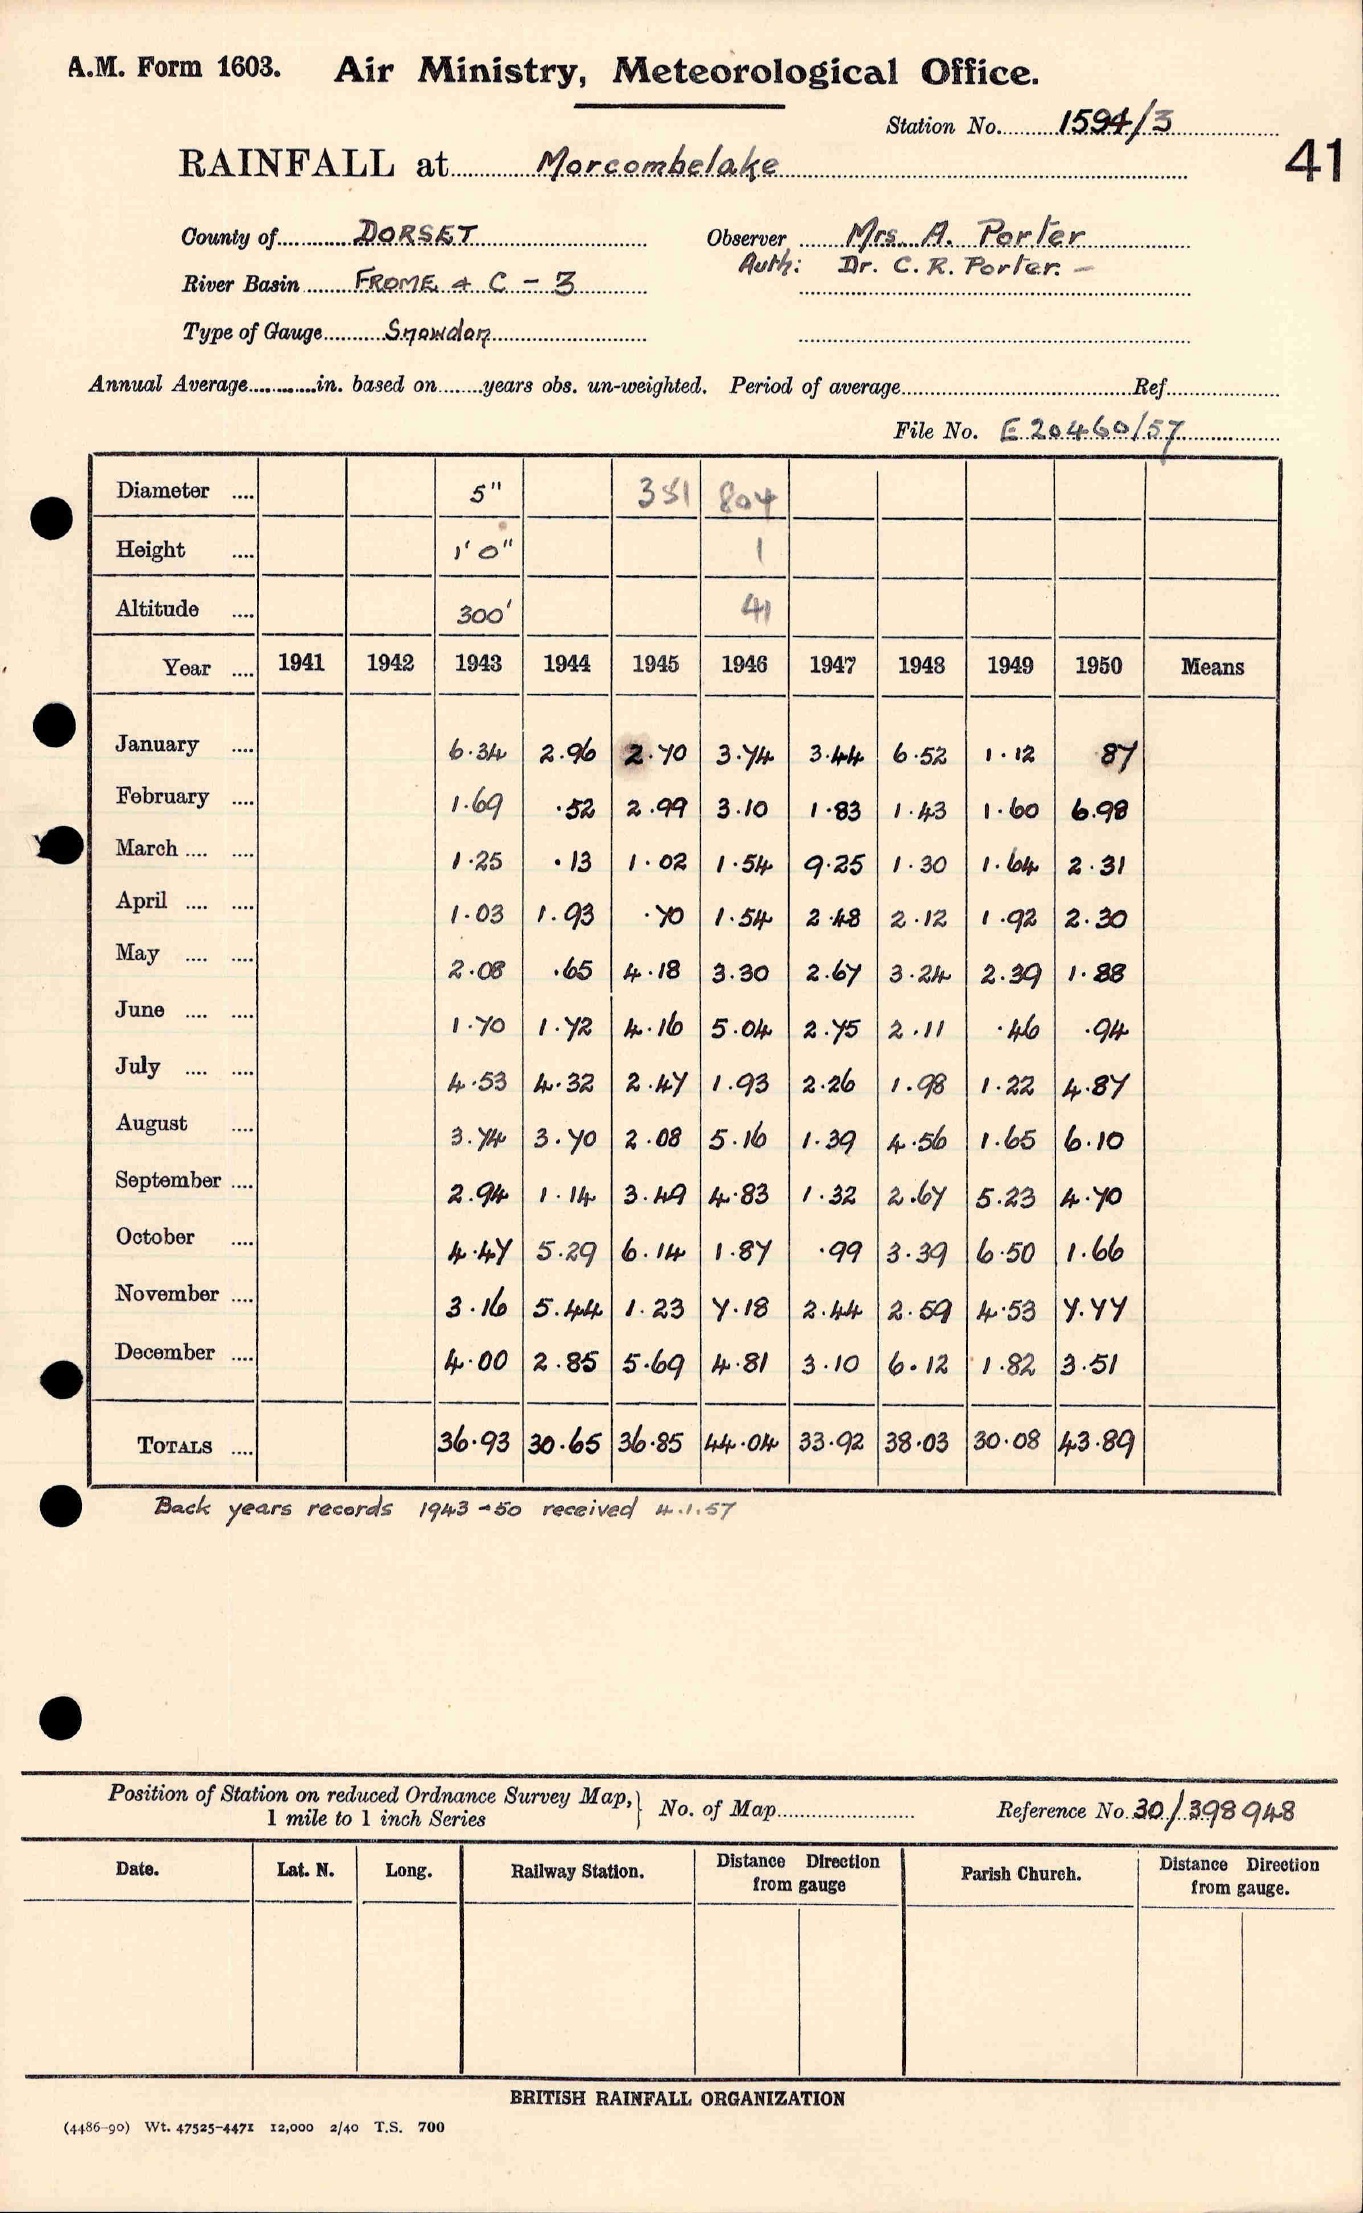 A.M. Form 1603. Air Ministry, Meteorological Office.
Station No. 1594/3
41
RAINFALL at Morcombelake
County of DORSET Observer Mrs. A. Porter
Auth: Dr. C. R. Porter. -
River Basin FROME & C - 3
Type of Gauge Snowdon
Annual Average in. based on years obs. un-weighted. Period of average Ref
File No. E 20460/57
Diameter .... 5" 381 804
Height .... 1' 0" 1
Altitude .... 300' 41
Year .... 1941 1942 1943 1944 1945 1946 1947 1948 1949 1950 Means
January .... 6.34 2.96 2.70 3.74 3.44 6.52 1.12 .87
February .... 1.69 .52 2.99 3.10 1.83 1.43 1.60 6.98
March .... .... 1.25 .13 1.02 1.54 9.25 1.30 1.64 2.31
April .... .... 1.03 1.93 .70 1.54 2.48 2.12 1.92 2.30
May .... .... 2.08 .65 4.18 3.30 2.67 3.24 2.39 1.88
June .... .... 1.70 1.72 4.16 5.04 2.75 2.11 .46 .94
July .... .... 4.53 4.32 2.47 1.93 2.26 1.98 1.22 4.87
August .... 3.74 3.70 2.08 5.16 1.39 4.56 1.65 6.10
September .... 2.94 1.14 3.49 4.83 1.32 2.67 5.23 4.70
October .... 4.47 5.29 6.14 1.87 .99 3.39 6.50 1.66
November .... 3.16 5.44 1.23 7.18 2.44 2.59 4.53 7.77
December .... 4.00 2.85 5.69 4.81 3.10 6.12 1.82 3.51
TOTALS .... 36.93 30.65 36.85 44.04 33.92 38.03 30.08 43.89
Back years records 1943-50 received 4.1.57
Position of Station on reduced Ordnance Survey Map, 1 mile to 1 inch Series } No. of Map Reference No. 30/398948
Date. Lat. N. Long. Railway Station. Distance Direction from gauge Parish Church. Distance Direction from gauge.
BRITISH RAINFALL ORGANIZATION
(4486-90) Wt. 47525-4471 12,000 2/40 T.S. 700